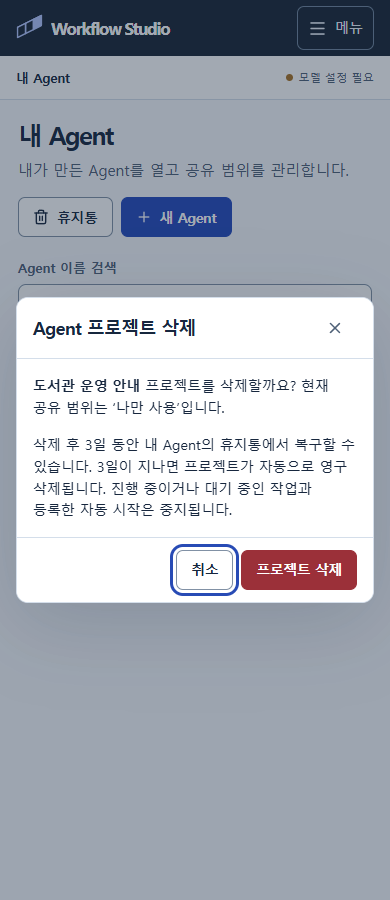 Workflow Studio
메뉴
내 Agent
모델 설정 필요
내 Agent
내가 만든 Agent를 열고 공유 범위를 관리합니다.
휴지통
새 Agent
Agent 이름 검색
Agent 프로젝트 삭제
도서관 운영 안내 프로젝트를 삭제할까요? 현재
공유 범위는 ‘나만 사용’입니다.
삭제 후 3일 동안 내 Agent의 휴지통에서 복구할 수
있습니다. 3일이 지나면 프로젝트가 자동으로 영구
삭제됩니다. 진행 중이거나 대기 중인 작업과
등록한 자동 시작은 중지됩니다.
취소
프로젝트 삭제